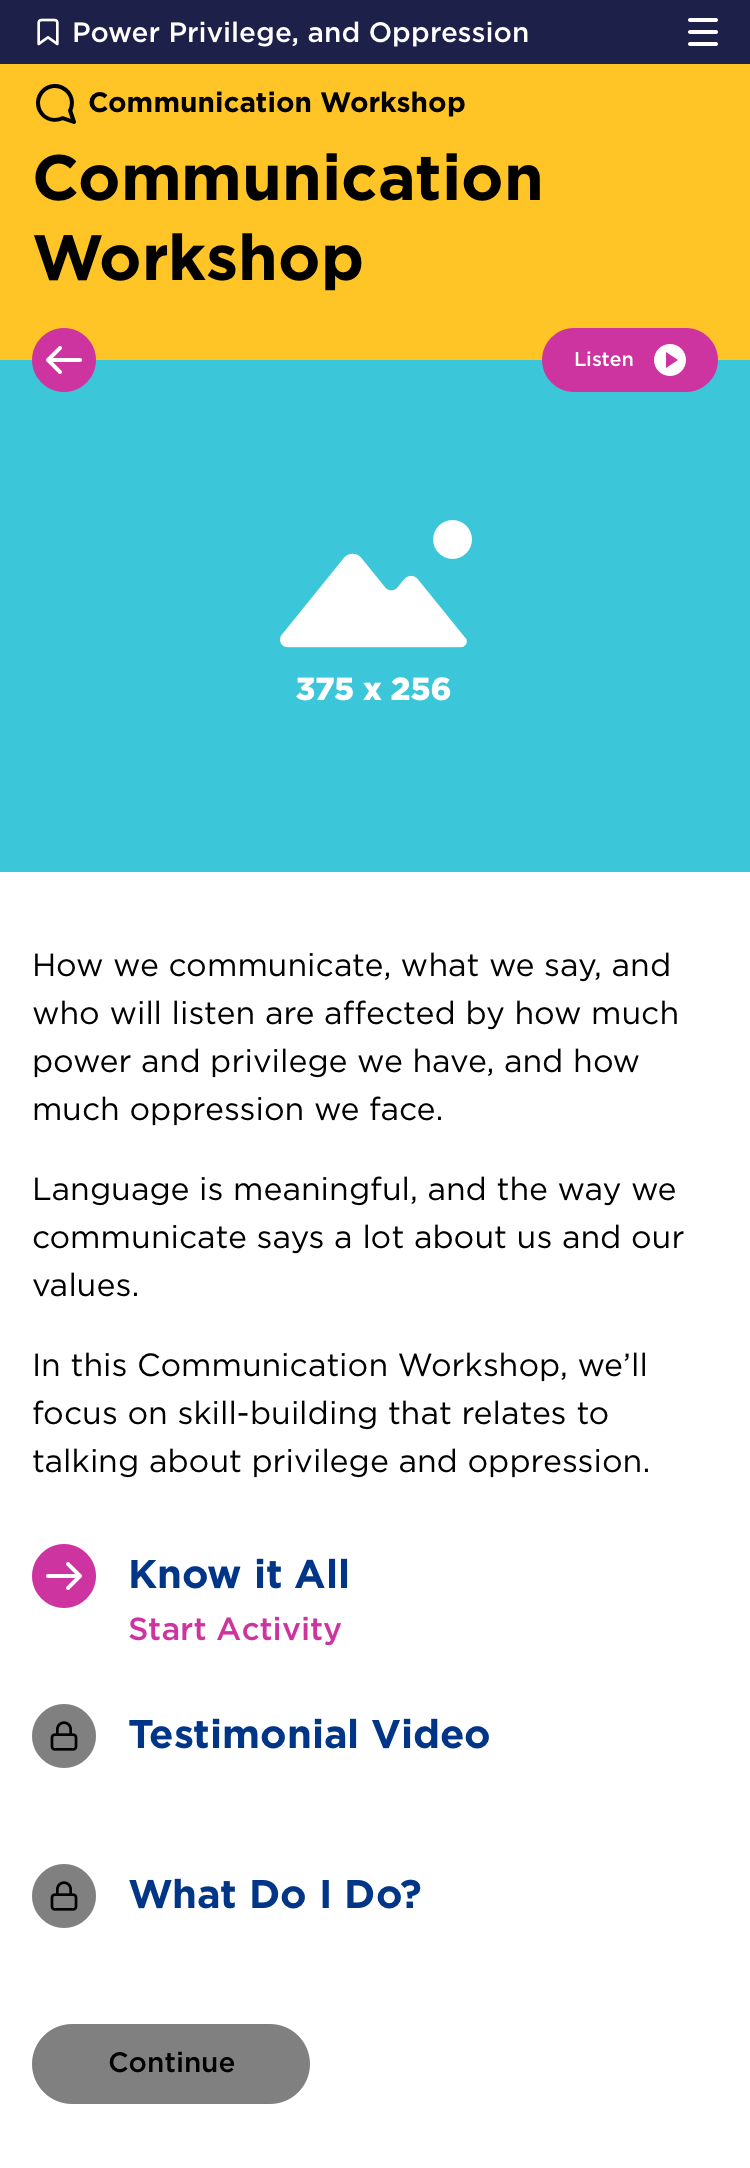 Power Privilege, and Oppression
Communication Workshop
Communication
Workshop
Listen
375 x 256
How we communicate, what we say, and
who will listen are affected by how much
power and privilege we have, and how
much oppression we face.
Language is meaningful, and the way we
communicate says a lot about us and our
values.
In this Communication Workshop, we’ll
focus on skill-building that relates to
talking about privilege and oppression.
Know it All
Start Activity
Testimonial Video
What Do I Do?
Continue